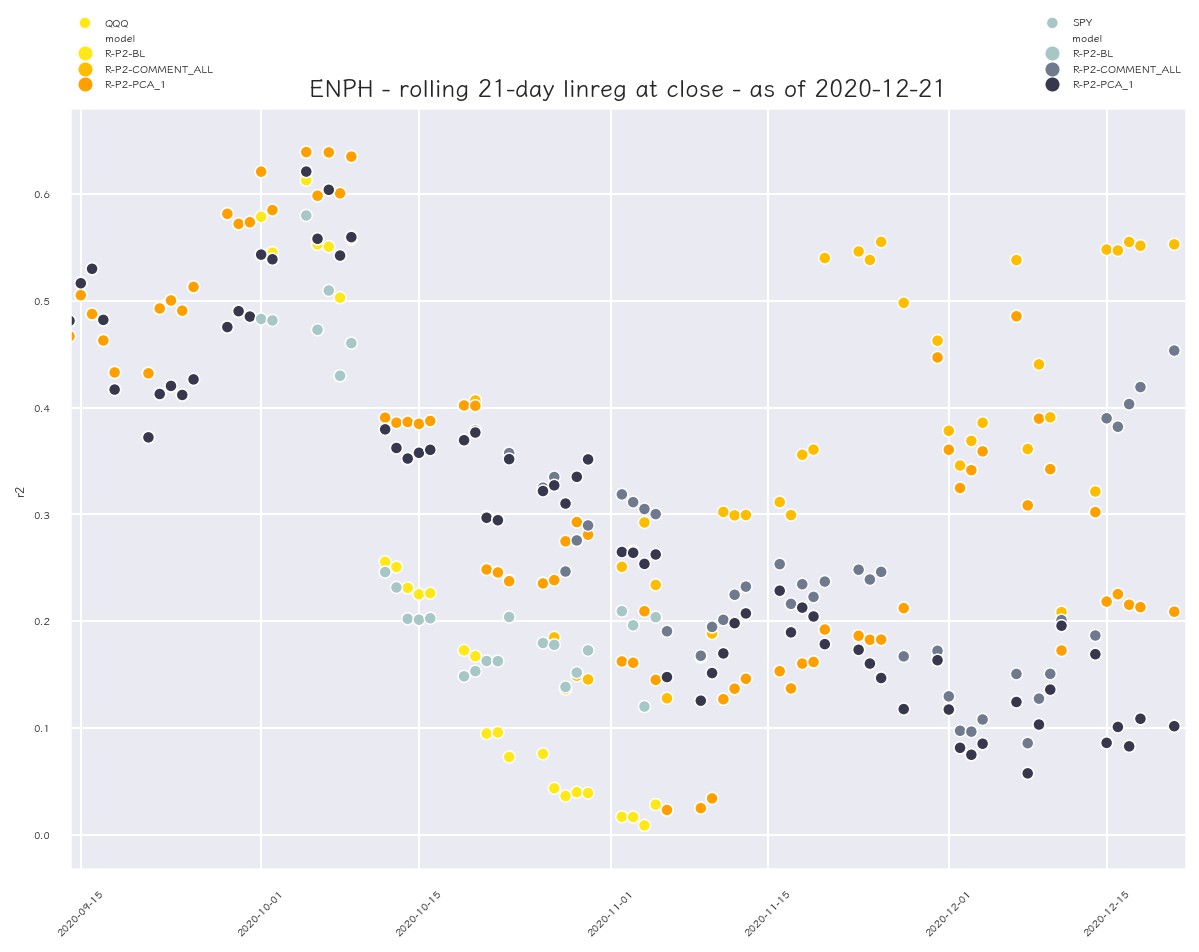 QQQ
model
R-P2-BL
R-P2-COMMENT_ALL
R-P2-PCA_1
SPY
model
R-P2-BL
R-P2-COMMENT_ALL
R-P2-PCA_1
ENPH - rolling 21-day linreg at close - as of 2020-12-21
0.6
0.5
0.4
r2
0.3
0.2
0.1
0.0
2020-09-15
2020-10-01
2020-10-15
2020-11-01
2020-11-15
2020-12-01
2020-12-15